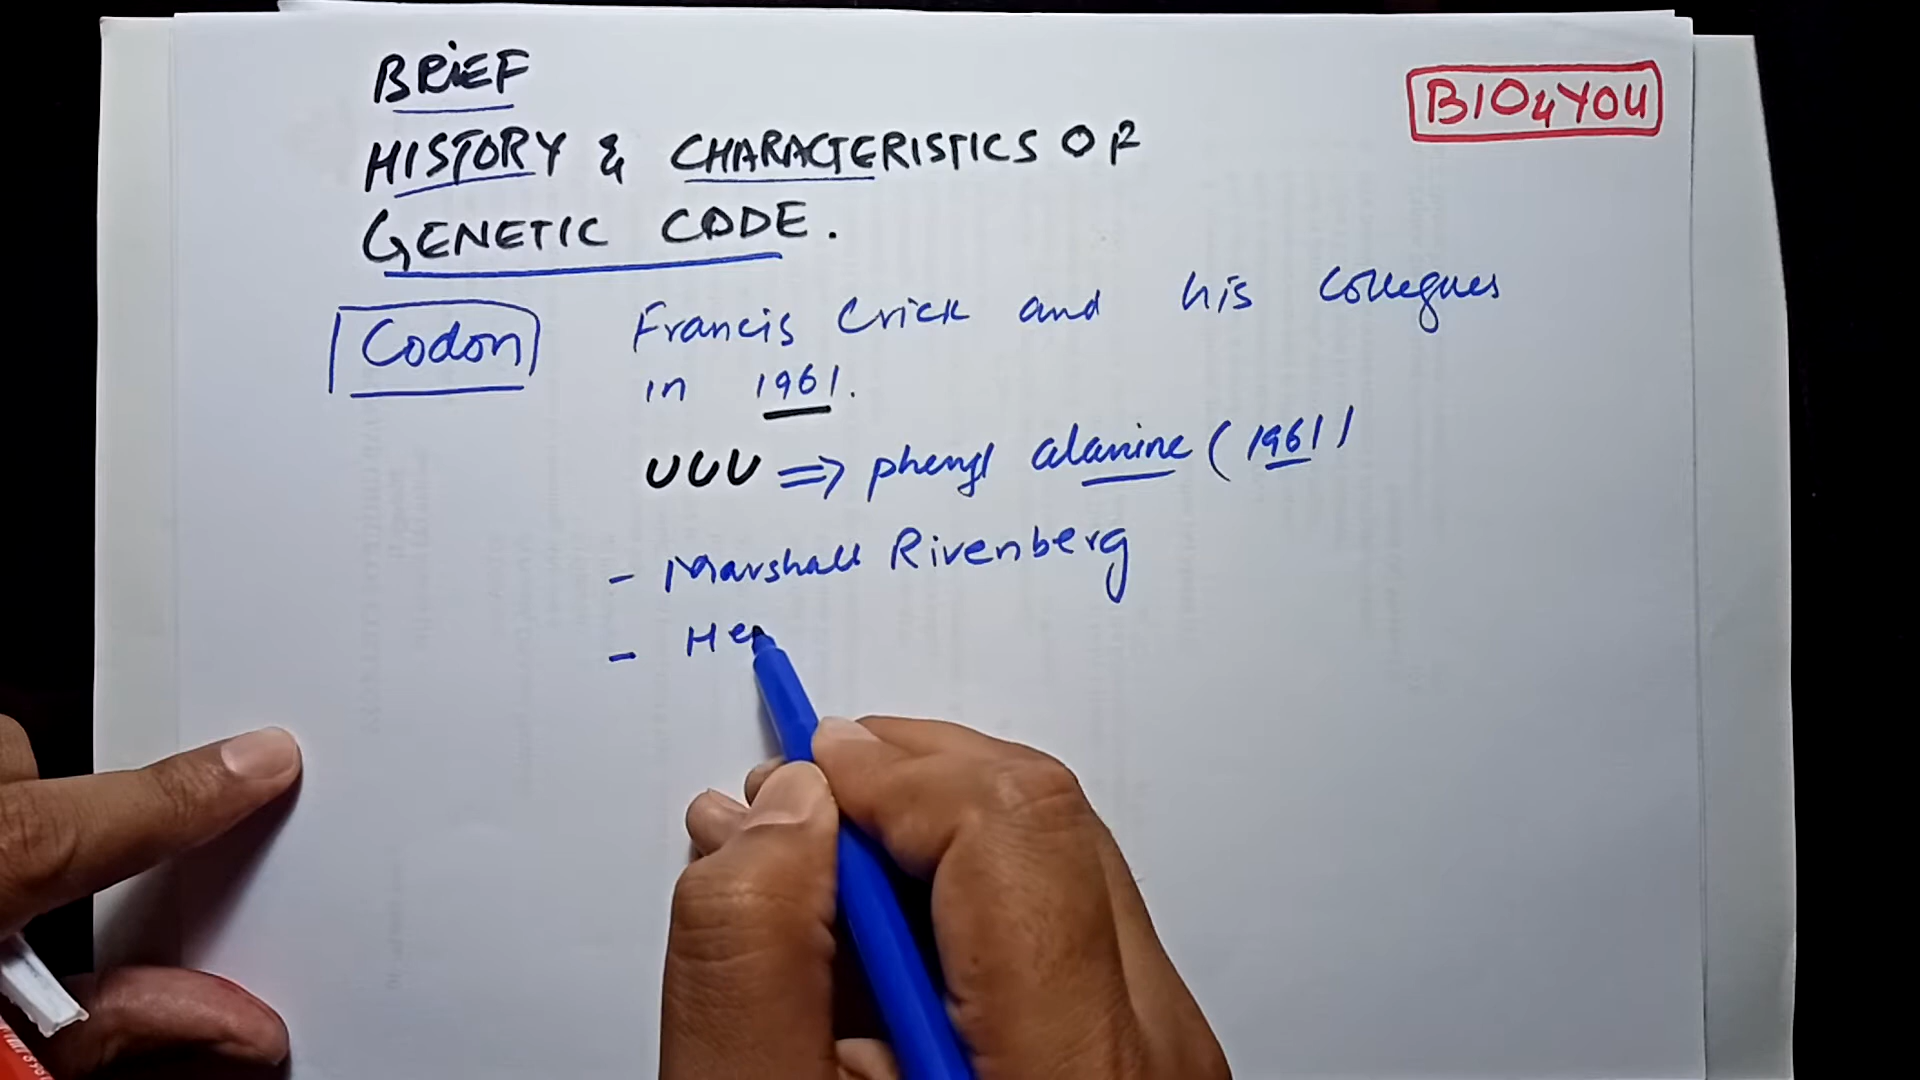 BRIEF
BIO4YOU
HISTORY & CHARACTERISTICS OF
GENETIC CODE.
Codon
Francis Crick and his collegues
in 1961.
UUU ⇒ phenyl alanine (1961)
- Marshall Rivenberg
- He